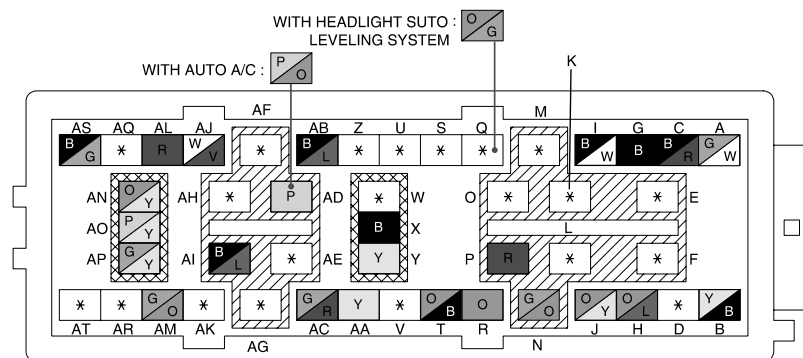 WITH HEADLIGHT SUTO : O G
LEVELING SYSTEM
WITH AUTO A/C : P O
K
AF M
AS AQ AL AJ AB Z U S Q I G C A
B G * R W V * B L * * * * * B W B B R G W
AN O Y AH * P AD * W O * * * E
AO P Y B X L
AP G Y AI B L * AE Y Y P R * * F
* * G O * * G R Y * O B O G O O Y O L * Y B
AT AR AM AK AC AA V T R J H D B
AG N